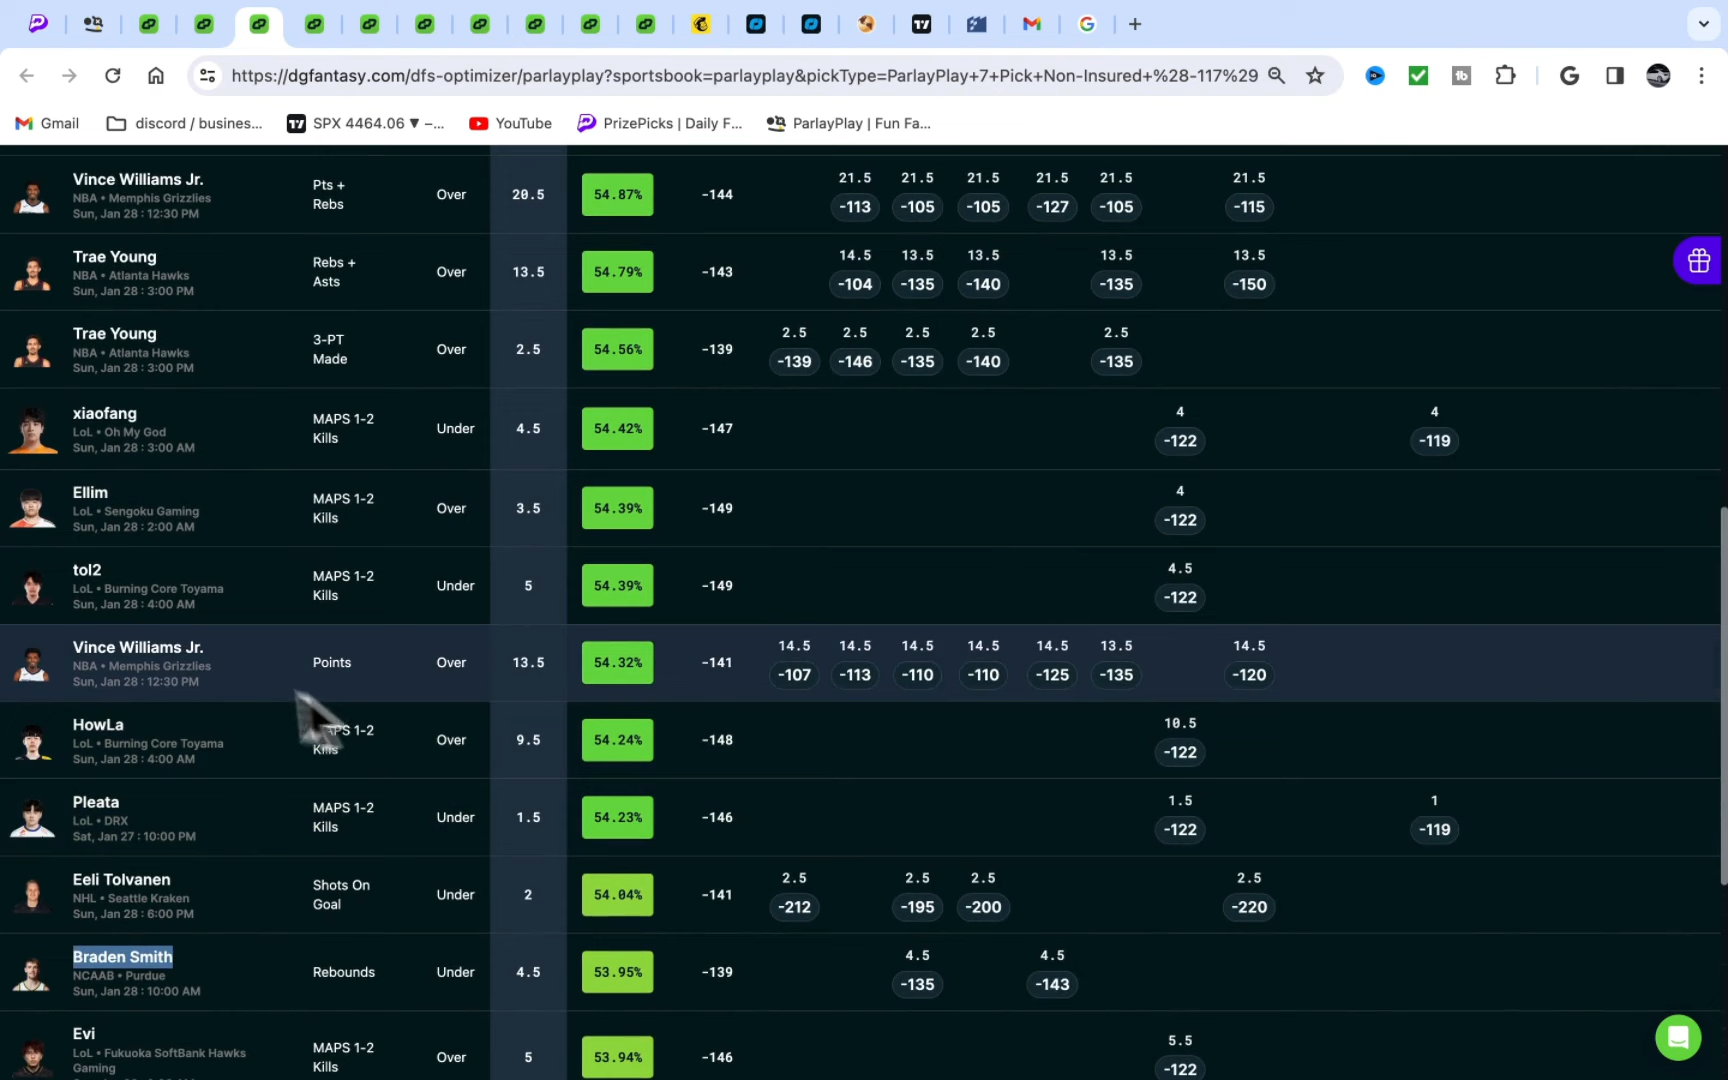 https://dgfantasy.com/dfs-optimizer/parlayplay?sportsbook=parlayplay&pickType=ParlayPlay+7+Pick+Non-Insured+%28-117%29
Gmail
discord / busines...
SPX 4464.06 ▼ –...
YouTube
PrizePicks | Daily F...
ParlayPlay | Fun Fa...
Vince Williams Jr.
NBA • Memphis Grizzlies
Sun, Jan 28 : 12:30 PM
Pts +
Rebs
Over
20.5
54.87%
-144
21.5 21.5 21.5 21.5 21.5 21.5
-113 -105 -105 -127 -105 -115
Trae Young
NBA • Atlanta Hawks
Sun, Jan 28 : 3:00 PM
Rebs +
Asts
Over
13.5
54.79%
-143
14.5 13.5 13.5 13.5 13.5
-104 -135 -140 -135 -150
Trae Young
NBA • Atlanta Hawks
Sun, Jan 28 : 3:00 PM
3-PT
Made
Over
2.5
54.56%
-139
2.5 2.5 2.5 2.5 2.5
-139 -146 -135 -140 -135
xiaofang
LoL • Oh My God
Sun, Jan 28 : 3:00 AM
MAPS 1-2
Kills
Under
4.5
54.42%
-147
4 4
-122 -119
Ellim
LoL • Sengoku Gaming
Sun, Jan 28 : 2:00 AM
MAPS 1-2
Kills
Over
3.5
54.39%
-149
4
-122
tol2
LoL • Burning Core Toyama
Sun, Jan 28 : 4:00 AM
MAPS 1-2
Kills
Under
5
54.39%
-149
4.5
-122
Vince Williams Jr.
NBA • Memphis Grizzlies
Sun, Jan 28 : 12:30 PM
Points
Over
13.5
54.32%
-141
14.5 14.5 14.5 14.5 14.5 13.5 14.5
-107 -113 -110 -110 -125 -135 -120
HowLa
LoL • Burning Core Toyama
Sun, Jan 28 : 4:00 AM
PS 1-2
Kills
Over
9.5
54.24%
-148
10.5
-122
Pleata
LoL • DRX
Sat, Jan 27 : 10:00 PM
MAPS 1-2
Kills
Under
1.5
54.23%
-146
1.5 1
-122 -119
Eeli Tolvanen
NHL • Seattle Kraken
Sun, Jan 28 : 6:00 PM
Shots On
Goal
Under
2
54.04%
-141
2.5 2.5 2.5 2.5
-212 -195 -200 -220
Braden Smith
NCAAB • Purdue
Sun, Jan 28 : 10:00 AM
Rebounds
Under
4.5
53.95%
-139
4.5 4.5
-135 -143
Evi
LoL • Fukuoka SoftBank Hawks
Gaming
MAPS 1-2
Kills
Over
5
53.94%
-146
5.5
-122